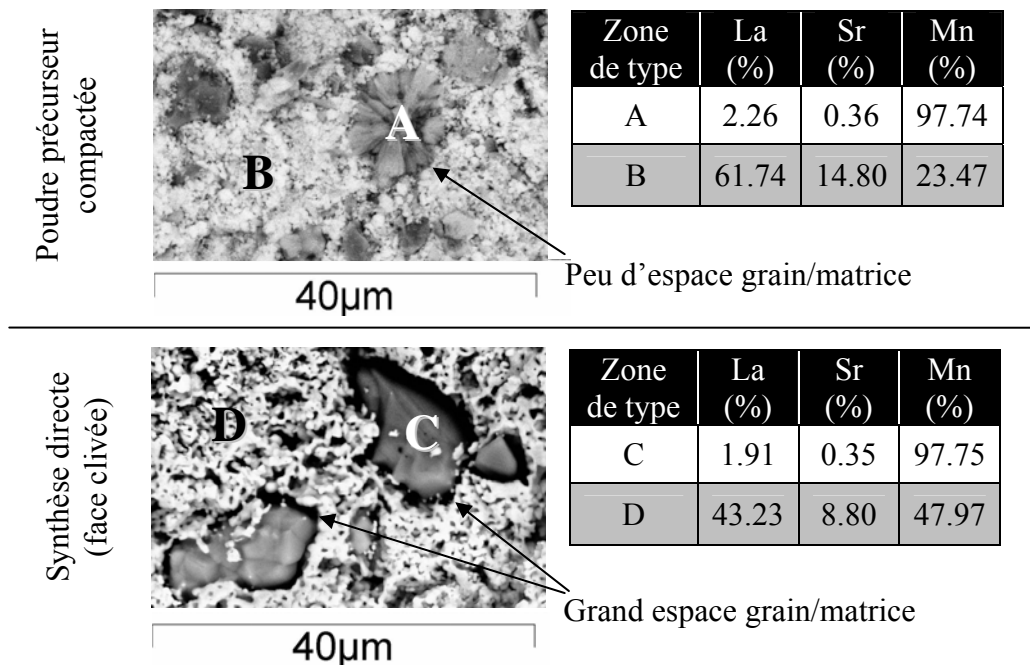 Poudre précurseur
compactée
A
B
40µm
Zone
de type
La
(%)
Sr
(%)
Mn
(%)
A 2.26 0.36 97.74
B 61.74 14.80 23.47
Peu d’espace grain/matrice
Synthèse directe
(face clivée)
D
C
40µm
Zone
de type
La
(%)
Sr
(%)
Mn
(%)
C 1.91 0.35 97.75
D 43.23 8.80 47.97
Grand espace grain/matrice